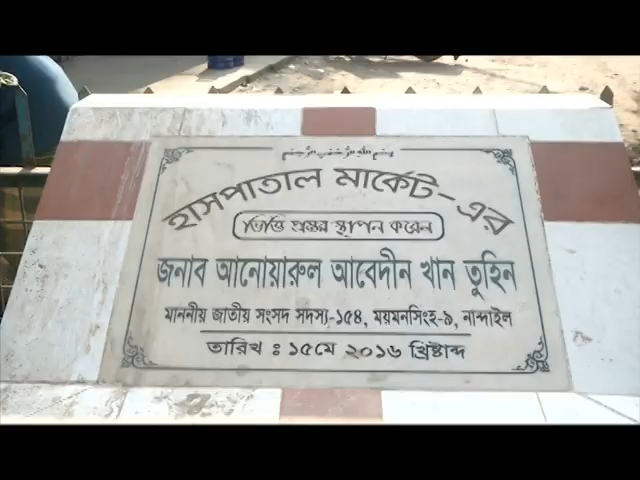 হাসপাতাল মার্কেট-এর
ভিত্তি প্রস্তর স্থাপন করেন
জনাব আনোয়ারুল আবেদীন খান তুহিন
মাননীয় জাতীয় সংসদ সদস্য-১৫৪, ময়মনসিংহ-৯, নান্দাইল
তারিখ ঃ ১৫মে ২০১৬ খ্রিষ্টাব্দ